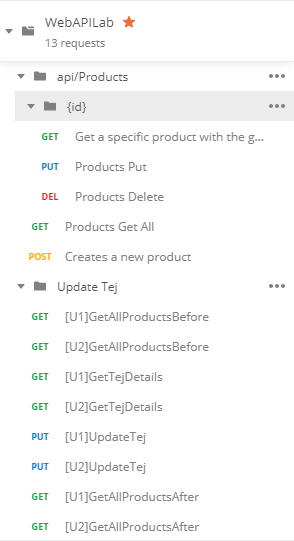 WebAPILab
13 requests
api/Products
{id}
GET Get a specific product with the g...
PUT Products Put
DEL Products Delete
GET Products Get All
POST Creates a new product
Update Tej
GET [U1]GetAllProductsBefore
GET [U2]GetAllProductsBefore
GET [U1]GetTejDetails
GET [U2]GetTejDetails
PUT [U1]UpdateTej
PUT [U2]UpdateTej
GET [U1]GetAllProductsAfter
GET [U2]GetAllProductsAfter